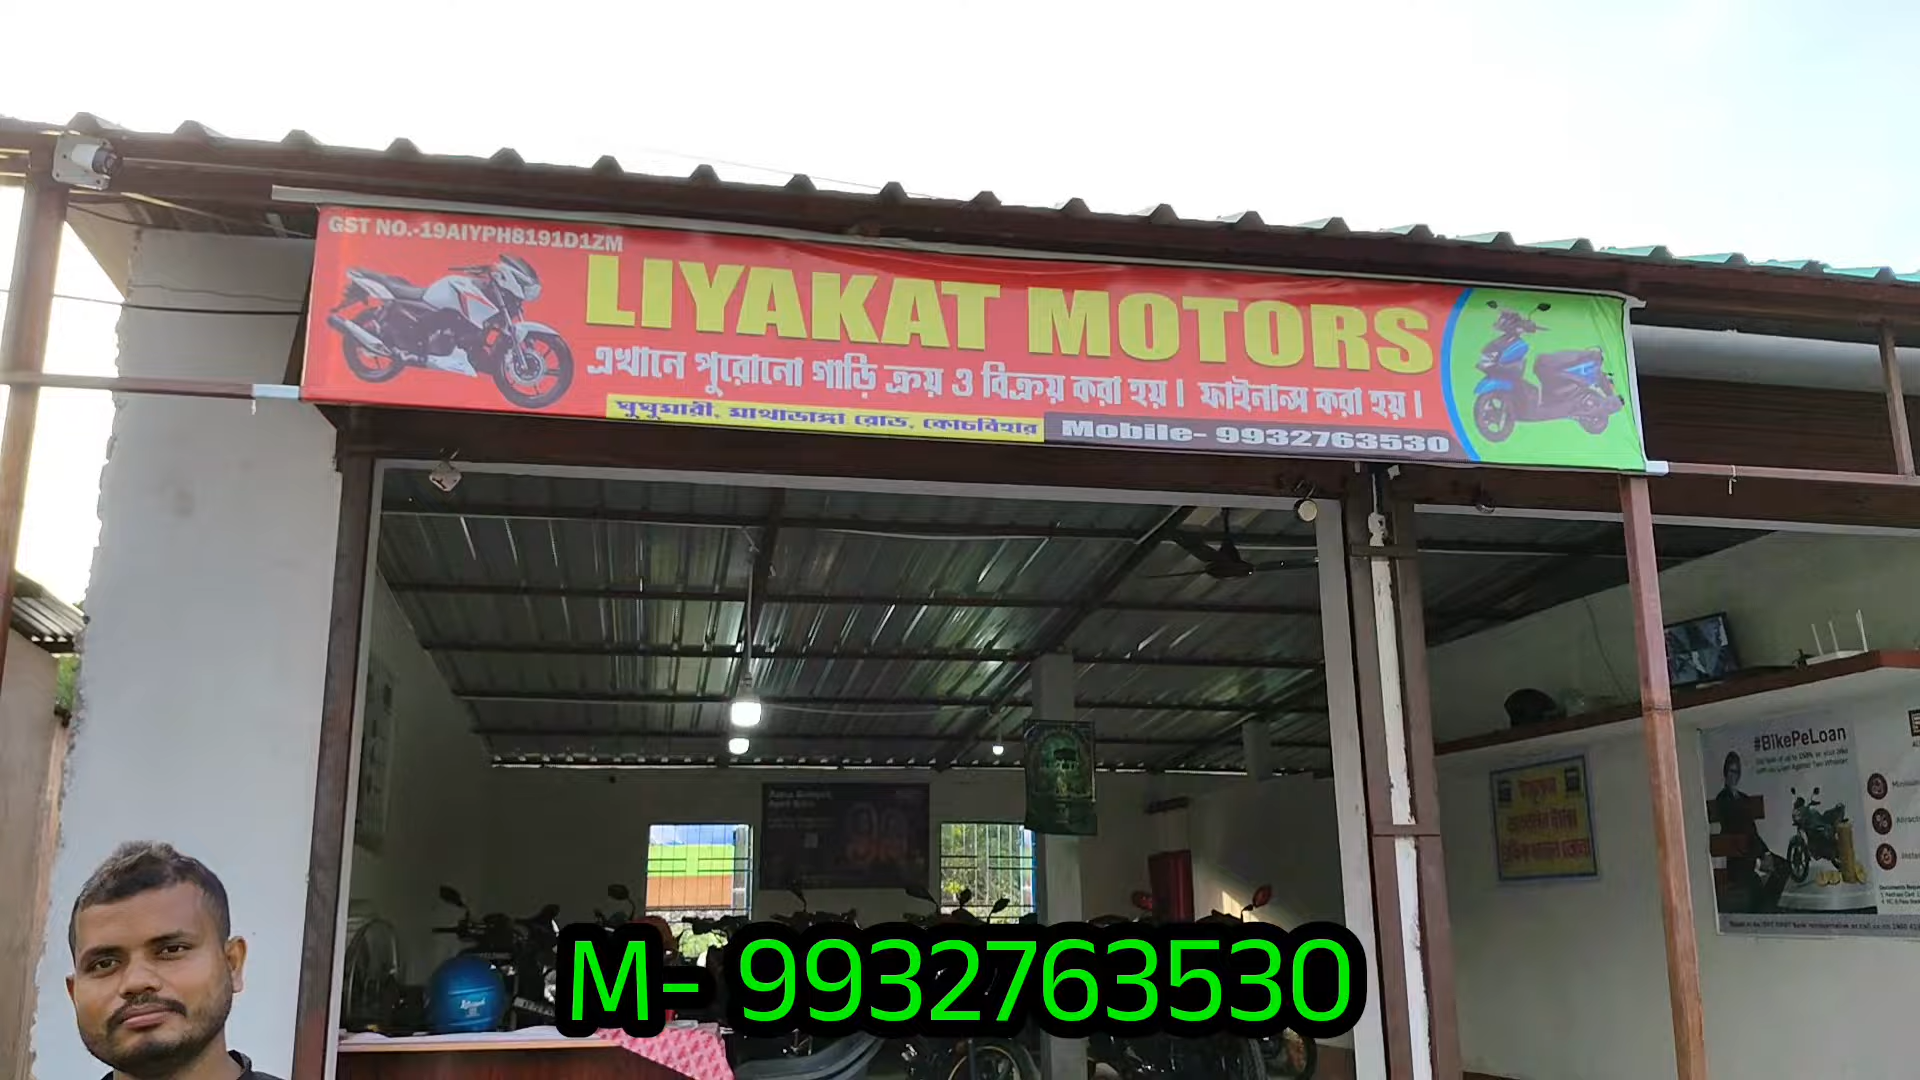 GST NO.-19AIYPH8191D1ZM
LIYAKAT MOTORS
এখানে পুরোনো গাড়ি ক্রয় ও বিক্রয় করা হয়। ফাইনান্স করা হয়।
ঘুঘুমারী, মাথাভাঙ্গা রোড, কোচবিহার
Mobile- 9932763530
#BikePeLoan
M- 9932763530